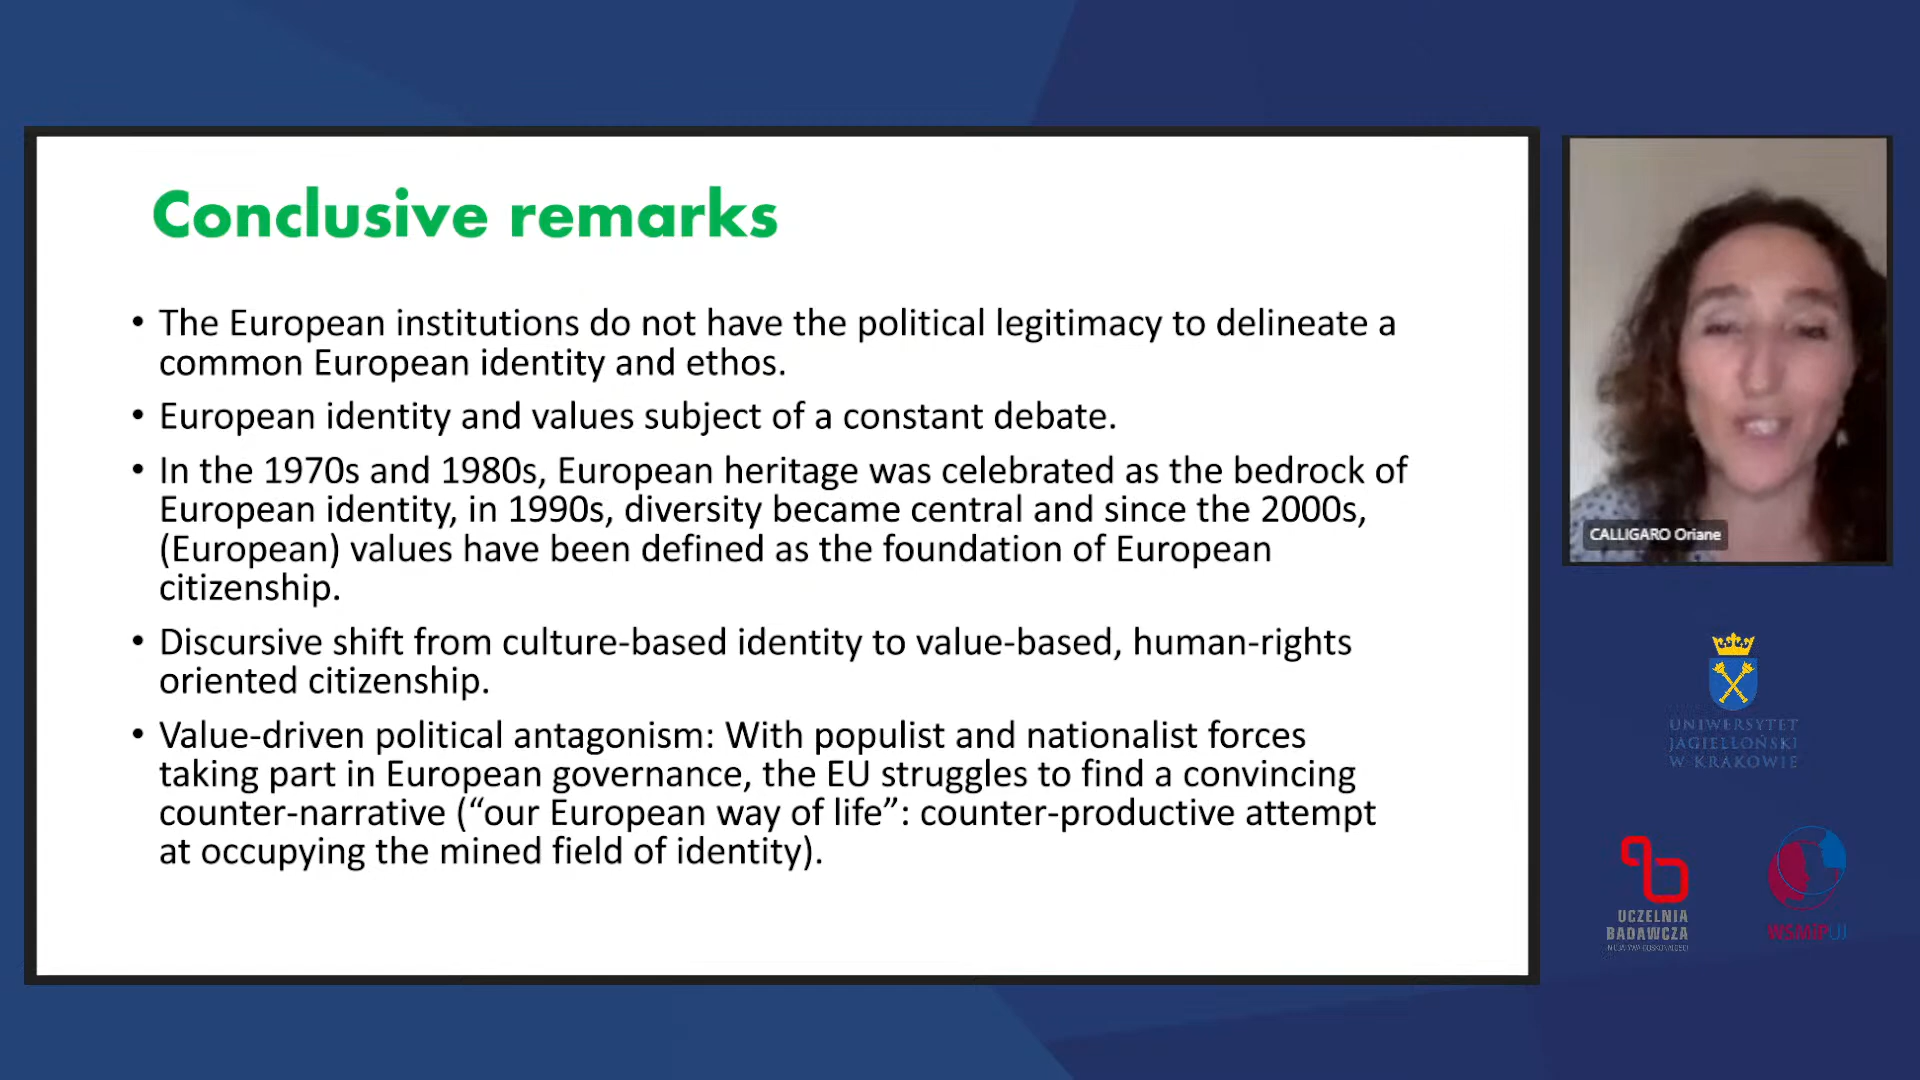 Conclusive remarks
• The European institutions do not have the political legitimacy to delineate a
common European identity and ethos.
• European identity and values subject of a constant debate.
• In the 1970s and 1980s, European heritage was celebrated as the bedrock of
European identity, in 1990s, diversity became central and since the 2000s,
(European) values have been defined as the foundation of European
citizenship.
• Discursive shift from culture-based identity to value-based, human-rights
oriented citizenship.
• Value-driven political antagonism: With populist and nationalist forces
taking part in European governance, the EU struggles to find a convincing
counter-narrative (“our European way of life”: counter-productive attempt
at occupying the mined field of identity).
CALLIGARO Oriane
UNIWERSYTET
JAGIELLOŃSKI
W KRAKOWIE
UCZELNIA
BADAWCZA
WSMiPUJ